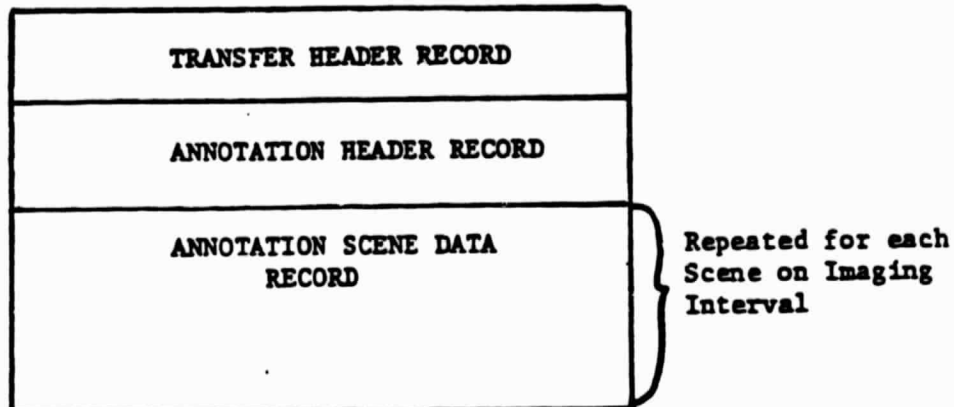 TRANSFER HEADER RECORD
ANNOTATION HEADER RECORD
ANNOTATION SCENE DATA
RECORD
Repeated for each
Scene on Imaging
Interval